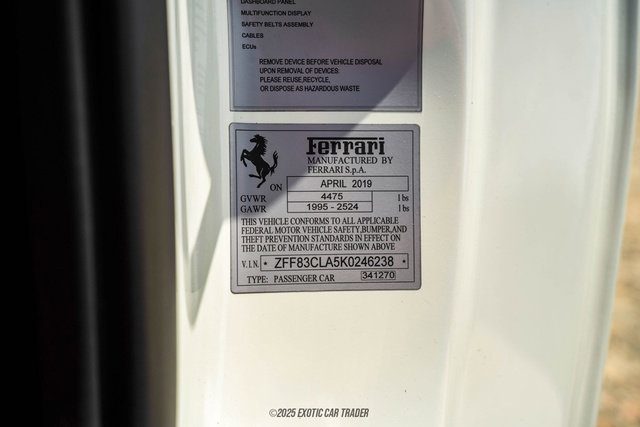 DASHBOARD PANEL
MULTIFUNCTION DISPLAY
SAFETY BELTS ASSEMBLY
CABLES
ECUs
REMOVE DEVICE BEFORE VEHICLE DISPOSAL
UPON REMOVAL OF DEVICES:
PLEASE REUSE,RECYCLE,
OR DISPOSE AS HAZARDOUS WASTE
Ferrari
MANUFACTURED BY
FERRARI S.p.A.
ON APRIL 2019
GVWR 4475 lbs
GAWR 1995 - 2524 lbs
THIS VEHICLE CONFORMS TO ALL APPLICABLE
FEDERAL MOTOR VEHICLE SAFETY,BUMPER,AND
THEFT PREVENTION STANDARDS IN EFFECT ON
THE DATE OF MANUFACTURE SHOWN ABOVE
V.I.N. * ZFF83CLA5K0246238 *
TYPE: PASSENGER CAR 341270
©2025 EXOTIC CAR TRADER